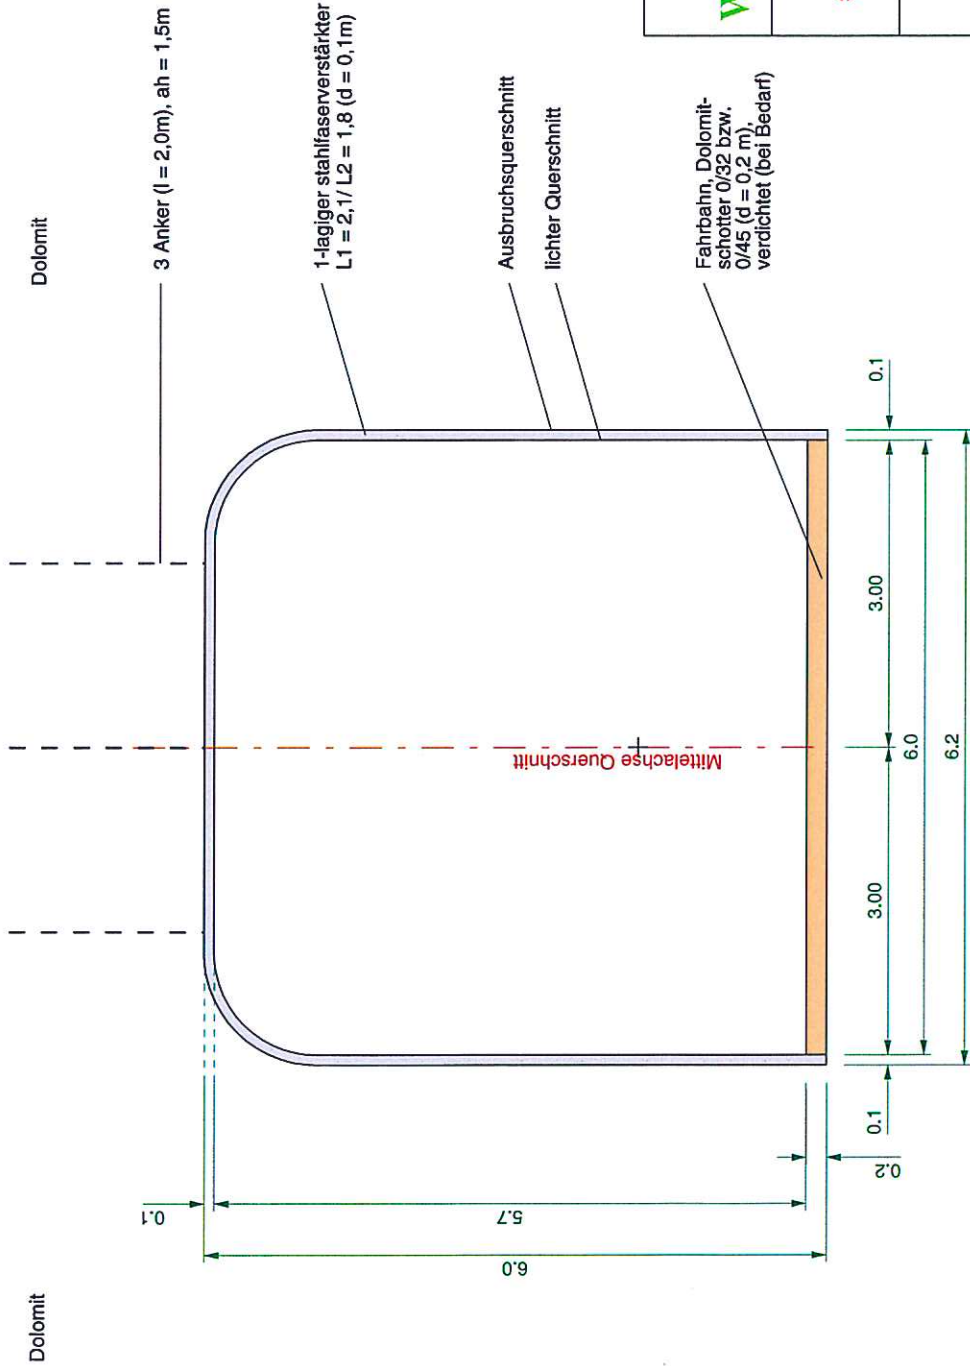 Dolomit
3 Anker (l = 2,0m), ah = 1,5m
1-lagiger stahlfaserverstärkter
L1 = 2,1/ L2 = 1,8 (d = 0,1m)
Ausbruchsquerschnitt
lichter Querschnitt
Fahrbahn, Dolomit-
schotter 0/32 bzw.
0/45 (d = 0,2 m),
verdichtet (bei Bedarf)
Mittelachse Querschnitt
0.1
3.00
3.00
0.1
6.0
6.2
0.2
0.1
5.7
6.0
Dolomit